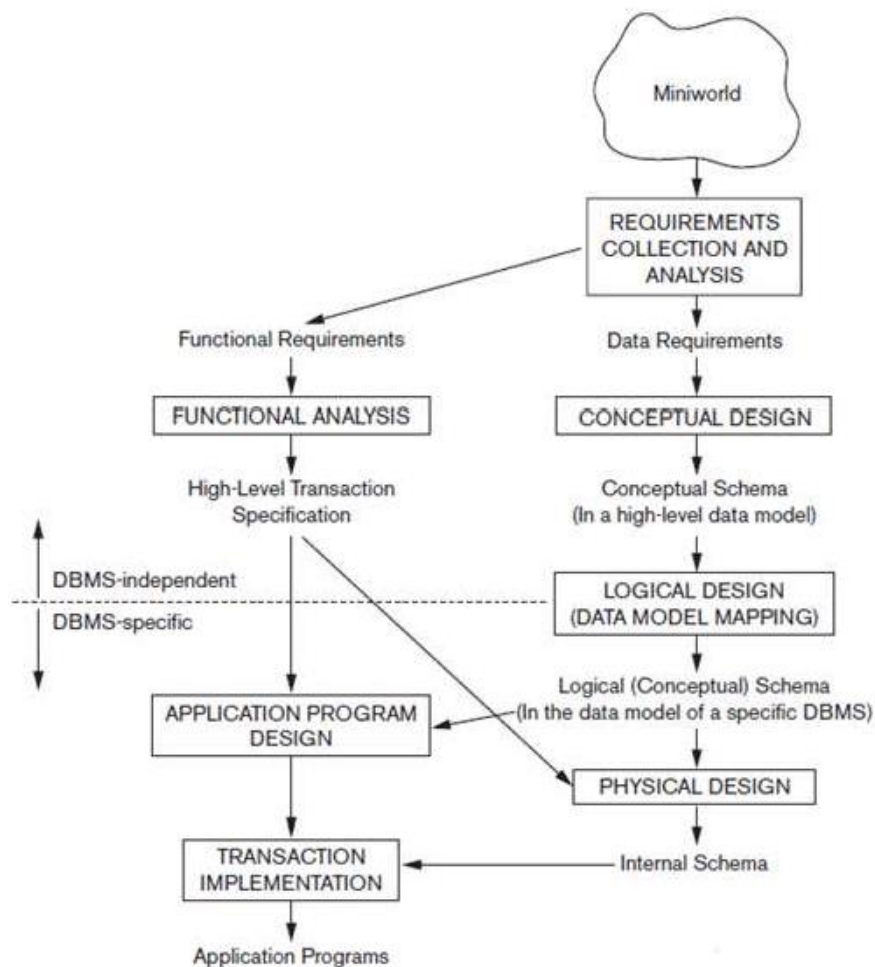 Miniworld
REQUIREMENTS
COLLECTION AND
ANALYSIS
Functional Requirements
Data Requirements
FUNCTIONAL ANALYSIS
CONCEPTUAL DESIGN
High-Level Transaction
Specification
Conceptual Schema
(In a high-level data model)
DBMS-independent
DBMS-specific
LOGICAL DESIGN
(DATA MODEL MAPPING)
Logical (Conceptual) Schema
(In the data model of a specific DBMS)
APPLICATION PROGRAM
DESIGN
PHYSICAL DESIGN
TRANSACTION
IMPLEMENTATION
Internal Schema
Application Programs